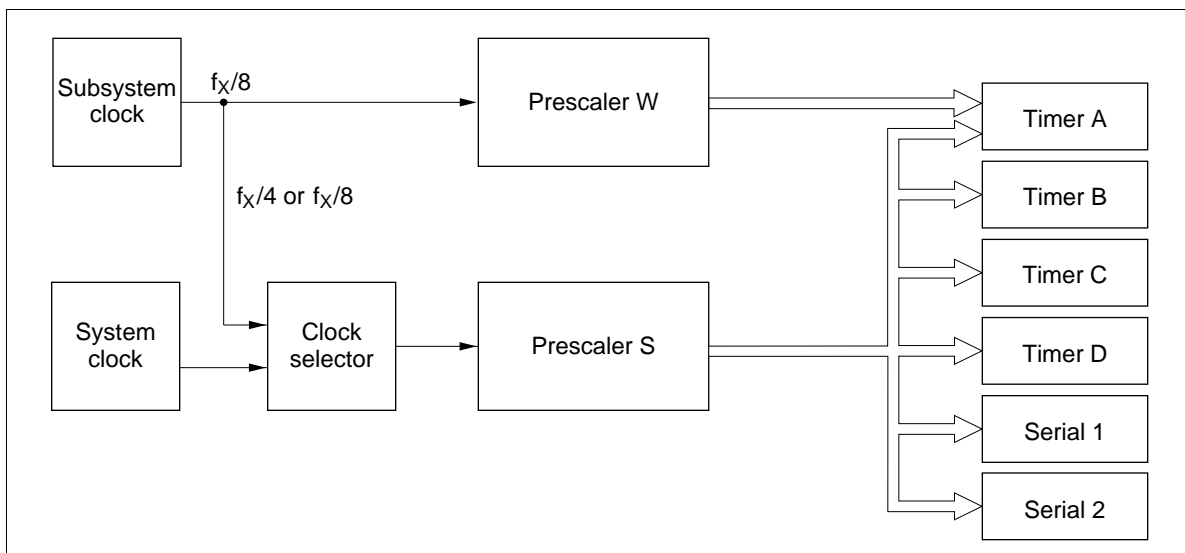 Subsystem
clock
fX/8
Prescaler W
Timer A
Timer B
fX/4 or fX/8
Timer C
System
clock
Clock
selector
Prescaler S
Timer D
Serial 1
Serial 2